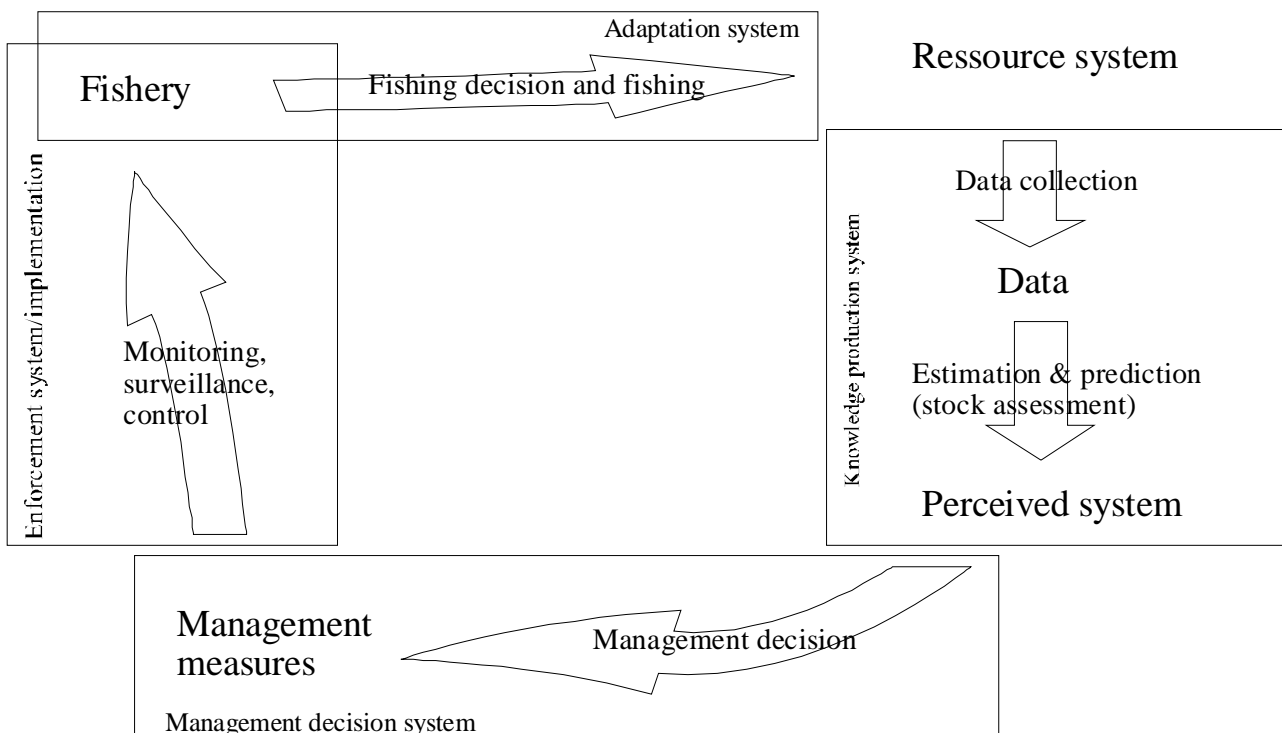 Adaptation system
Ressource system
Fishery
Fishing decision and fishing
Enforcement system/implementation
Monitoring,
surveillance,
control
Knowledge production system
Data collection
Data
Estimation & prediction
(stock assessment)
Perceived system
Management
measures
Management decision
Management decision system